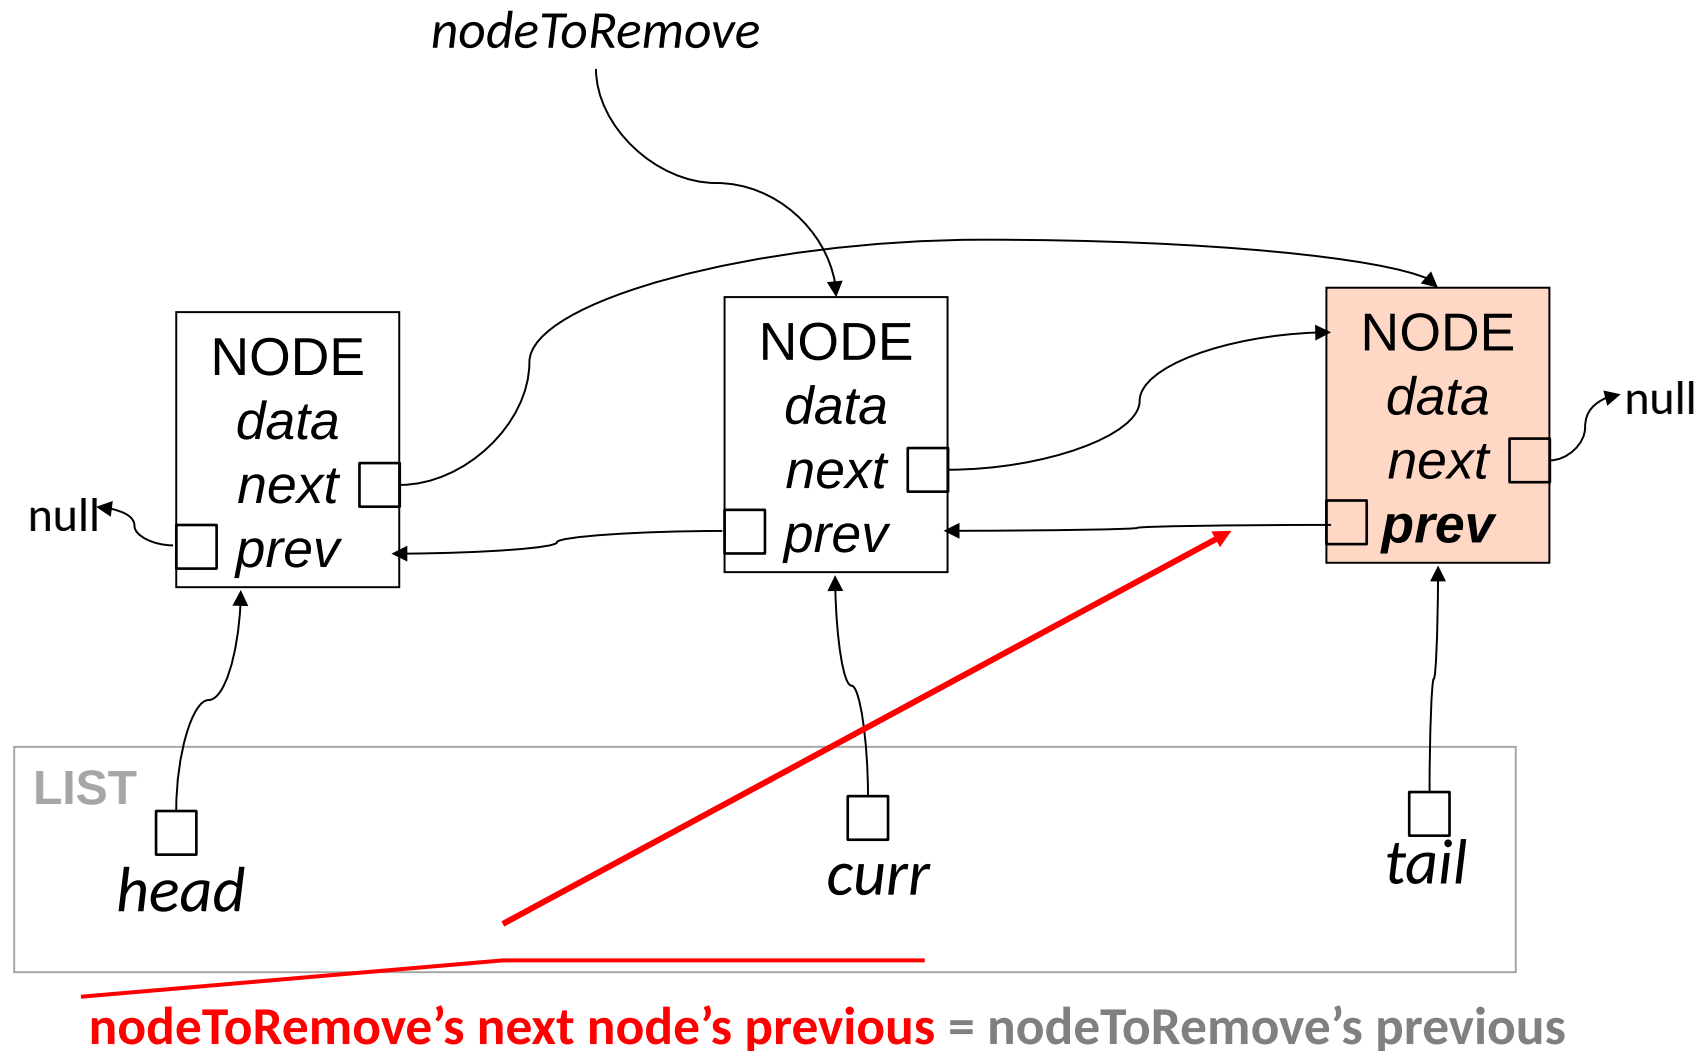 nodeToRemove
NODE
data
next
prev
null
NODE
data
next
prev
NODE
data
next
prev
null
LIST
head
curr
tail
nodeToRemove’s next node’s previous = nodeToRemove’s previous